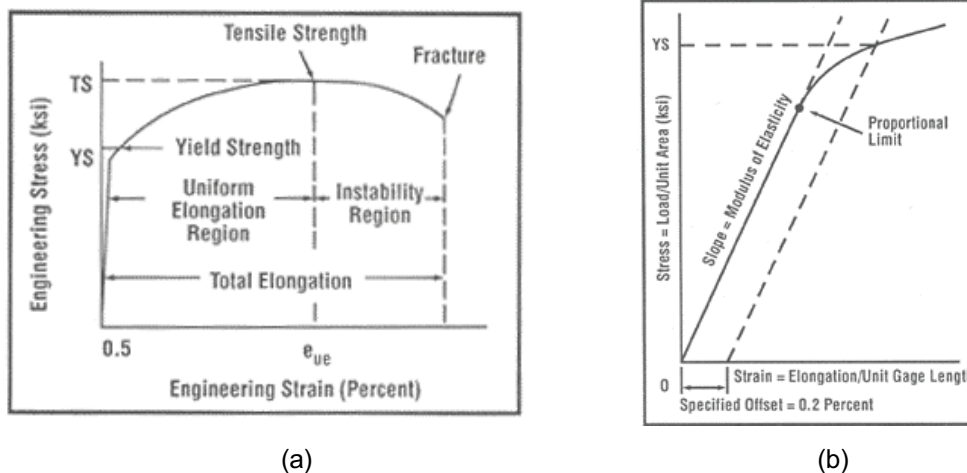 Tensile Strength
Fracture
TS
YS
Yield Strength
Uniform
Elongation
Region
Instability
Region
Total Elongation
Engineering Stress (ksi)
0.5
eue
Engineering Strain (Percent)
(a)
YS
Stress = Load/Unit Area (ksi)
Slope = Modulus of Elasticity
Proportional
Limit
0
Strain = Elongation/Unit Gage Length
Specified Offset = 0.2 Percent
(b)